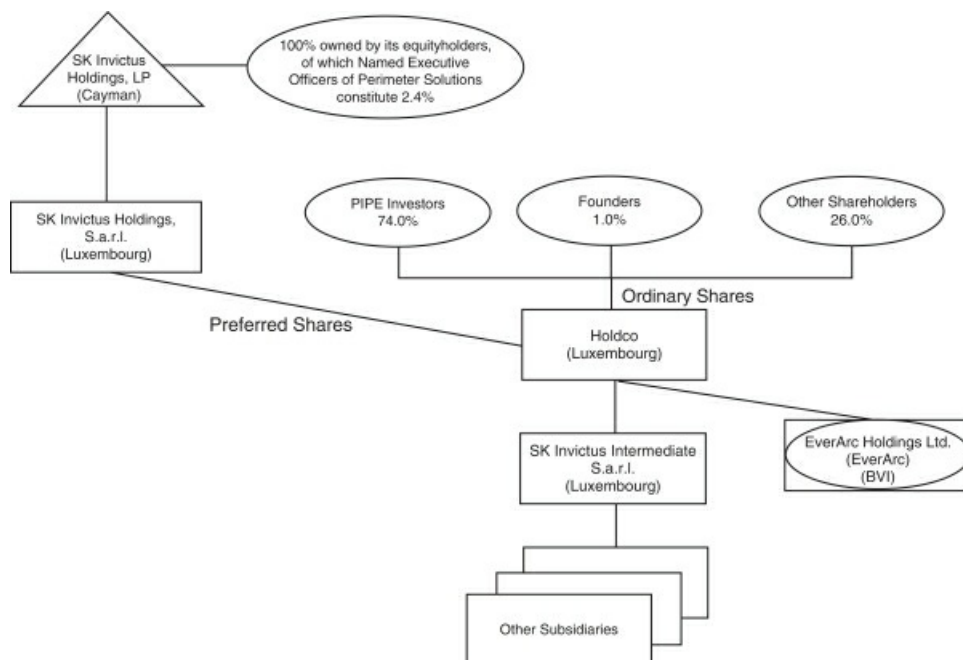 SK Invictus
Holdings, LP
(Cayman)
100% owned by its equityholders,
of which Named Executive
Officers of Perimeter Solutions
constitute 2.4%
SK Invictus Holdings,
S.a.r.l.
(Luxembourg)
PIPE Investors
74.0%
Founders
1.0%
Other Shareholders
26.0%
Ordinary Shares
Preferred Shares
Holdco
(Luxembourg)
SK Invictus Intermediate
S.a.r.l.
(Luxembourg)
EverArc Holdings Ltd.
(EverArc)
(BVI)
Other Subsidiaries